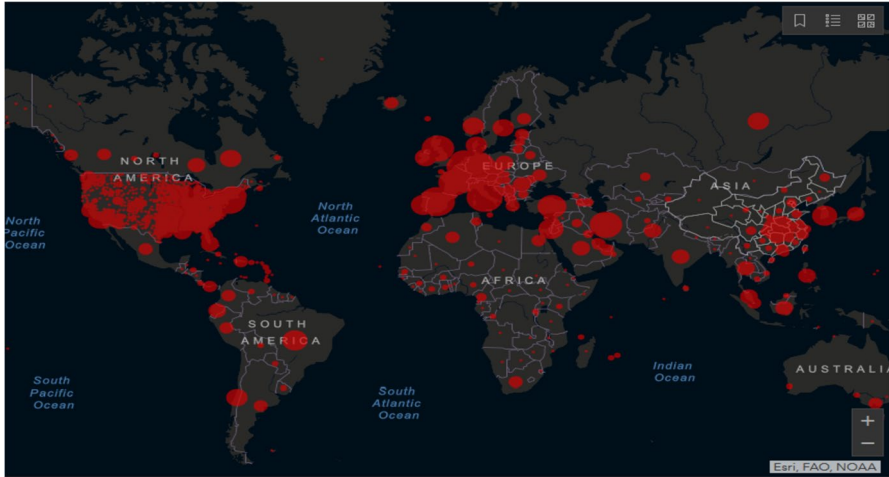 NORTH
AMERICA
EUROPE
ASIA
North
Pacific
Ocean
North
Atlantic
Ocean
AFRICA
SOUTH
AMERICA
Indian
Ocean
AUSTRALIA
South
Pacific
Ocean
South
Atlantic
Ocean
+
−
Esri, FAO, NOAA